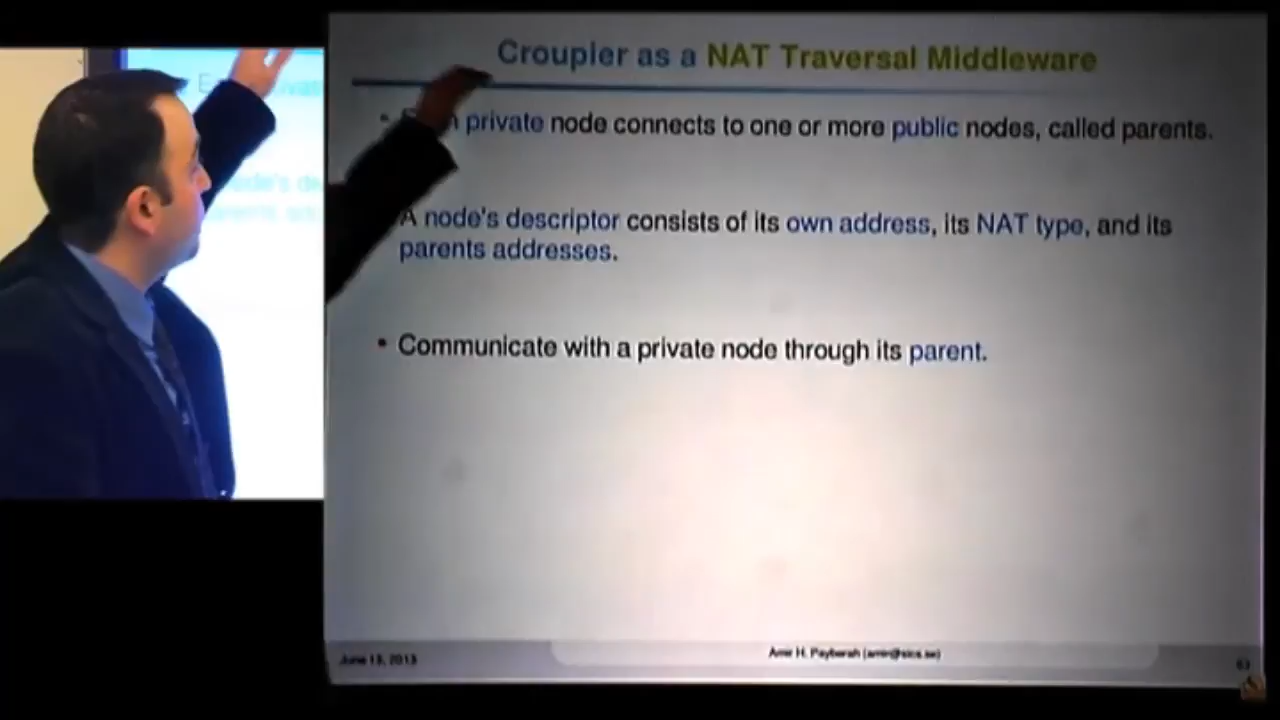 Croupier as a NAT Traversal Middleware
• private node connects to one or more public nodes, called parents.
A node's descriptor consists of its own address, its NAT type, and its
parents addresses.
• Communicate with a private node through its parent.
June 13, 2013
Amir H. Payberah (amir@sics.se)
63